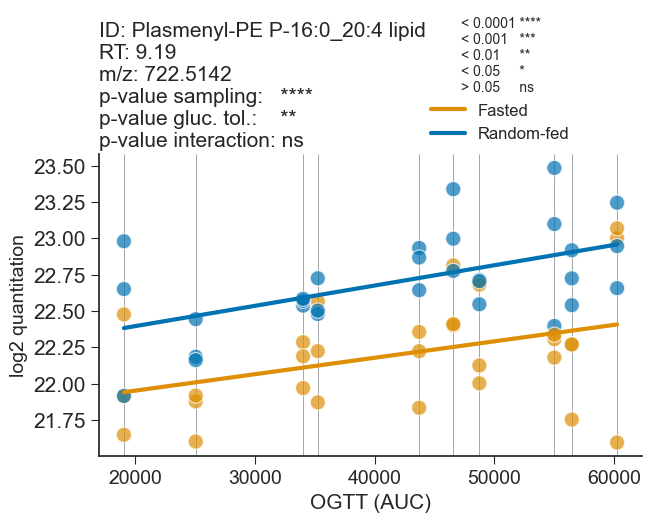 ID: Plasmenyl-PE P-16:0_20:4 lipid
RT: 9.19
m/z: 722.5142
p-value sampling: ****
p-value gluc. tol.: **
p-value interaction: ns
< 0.0001 ****
< 0.001 ***
< 0.01 **
< 0.05 *
> 0.05 ns
Fasted
Random-fed
log2 quantitation
23.50
23.25
23.00
22.75
22.50
22.25
22.00
21.75
20000 30000 40000 50000 60000
OGTT (AUC)